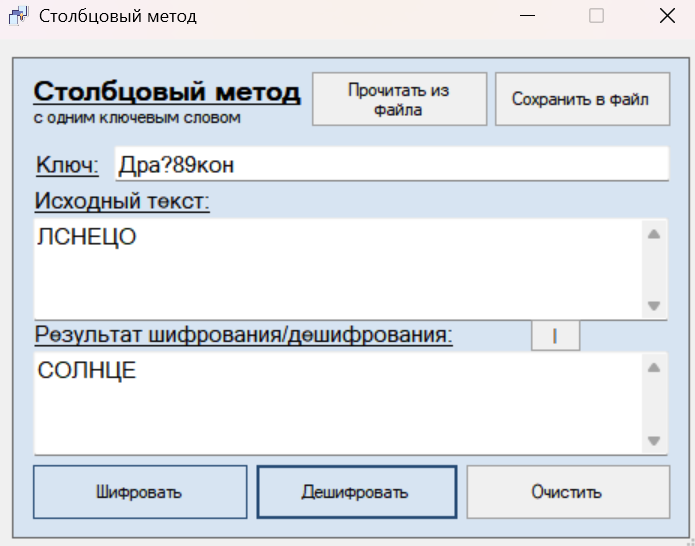 Столбцовый метод
Столбцовый метод
с одним ключевым словом
Прочитать из
файла
Сохранить в файл
Ключ: Дра?89кон
Исходный текст:
ЛСНЕЦО
Результат шифрования/дешифрования:
СОЛНЦЕ
Шифровать
Дешифровать
Очистить